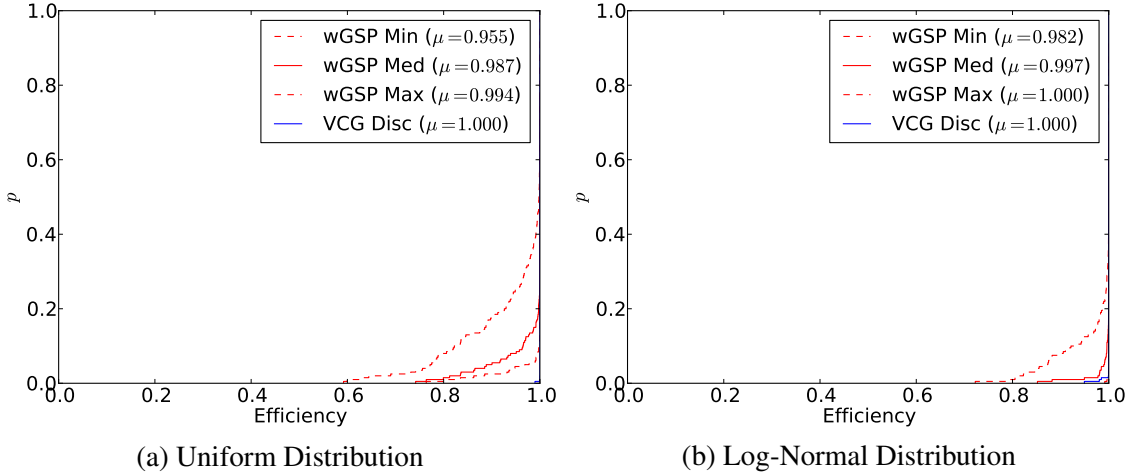 1.0
0.8
0.6
0.4
0.2
0.0
p
0.0 0.2 0.4 0.6 0.8 1.0
Efficiency
wGSP Min (μ=0.955)
wGSP Med (μ=0.987)
wGSP Max (μ=0.994)
VCG Disc (μ=1.000)
(a) Uniform Distribution
1.0
0.8
0.6
0.4
0.2
0.0
p
0.0 0.2 0.4 0.6 0.8 1.0
Efficiency
wGSP Min (μ=0.982)
wGSP Med (μ=0.997)
wGSP Max (μ=1.000)
VCG Disc (μ=1.000)
(b) Log-Normal Distribution